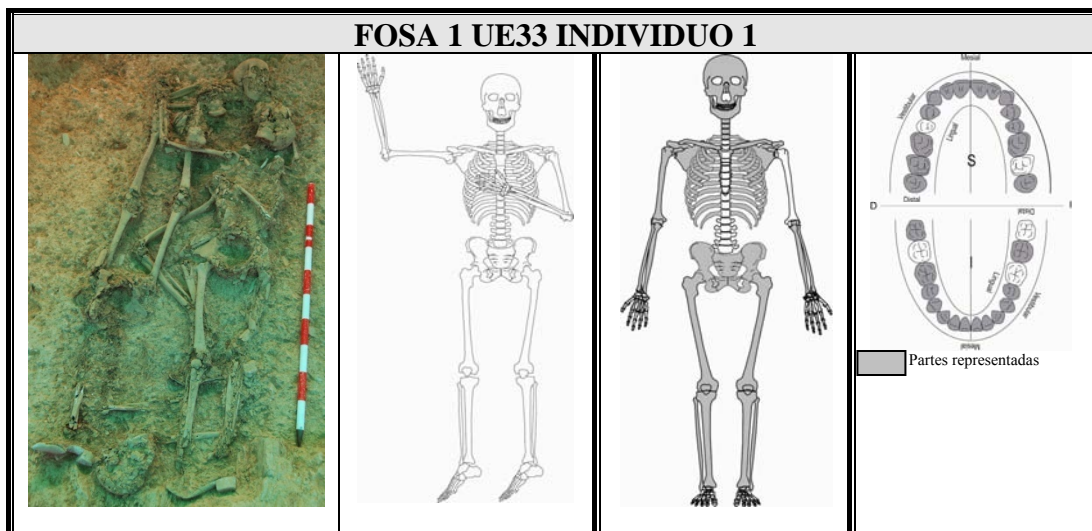 FOSA 1 UE33 INDIVIDUO 1
Mesial
Vestibular
Lingual
S
Distal
D
I
Distal
I
Lingual
Vestibular
Mesial
Partes representadas